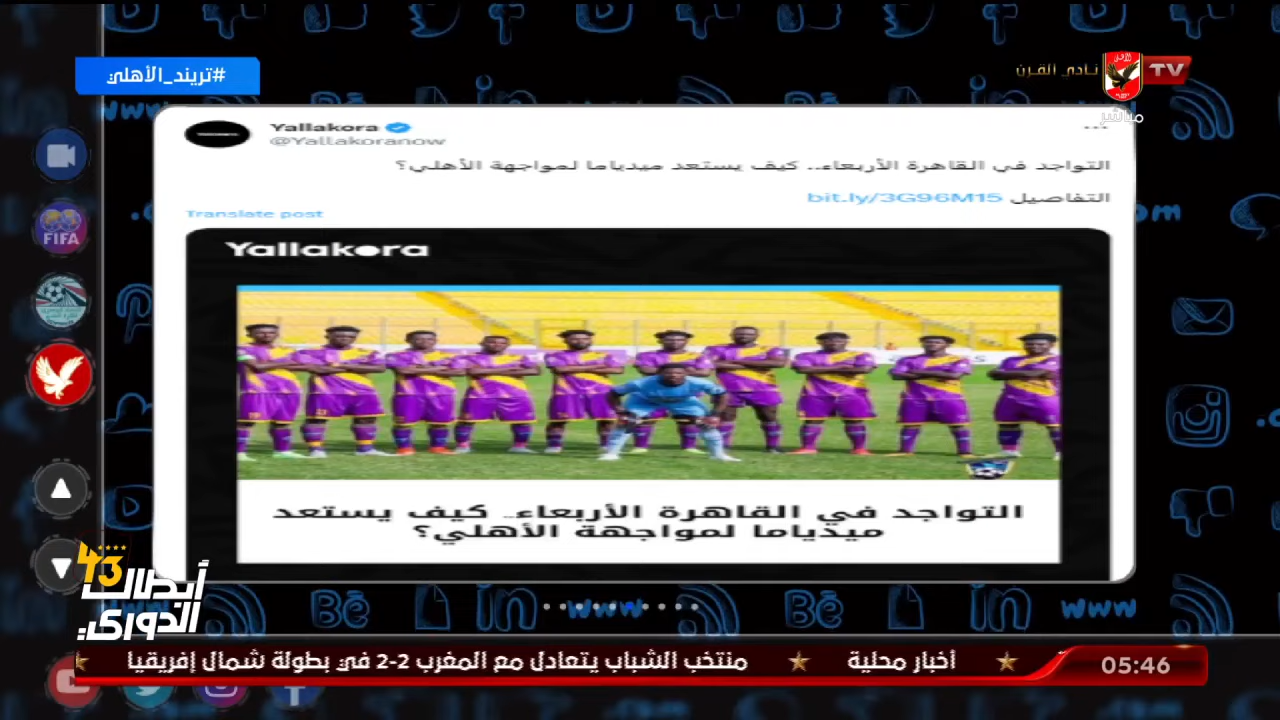 #تريند_الأهلي
نادي القرن
TV
مباشر
Yallakora
@Yallakoranow
التواجد في القاهرة الأربعاء.. كيف يستعد ميدياما لمواجهة الأهلي؟
التفاصيل bit.ly/3G96M15
Translate post
Yallakora
FIFA
التواجد في القاهرة الأربعاء.. كيف يستعد
ميدياما لمواجهة الأهلي؟
43
أبطال
الدوري
05:46
أخبار محلية
منتخب الشباب يتعادل مع المغرب 2-2 في بطولة شمال إفريقيا